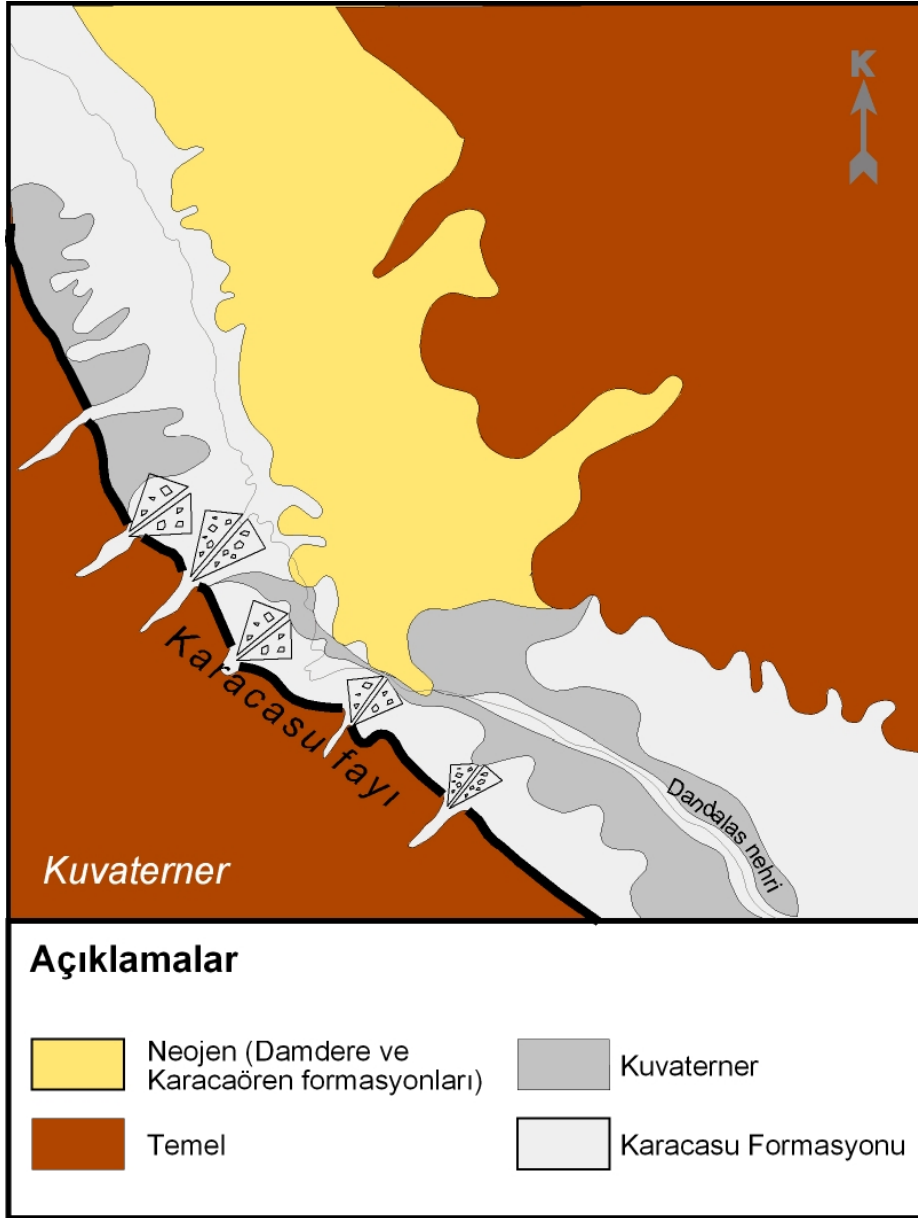 K
Karacasu fayı
Dandalas nehri
Kuvaterner
Açıklamalar
Neojen (Damdere ve
Karacaören formasyonları)
Kuvaterner
Temel
Karacasu Formasyonu